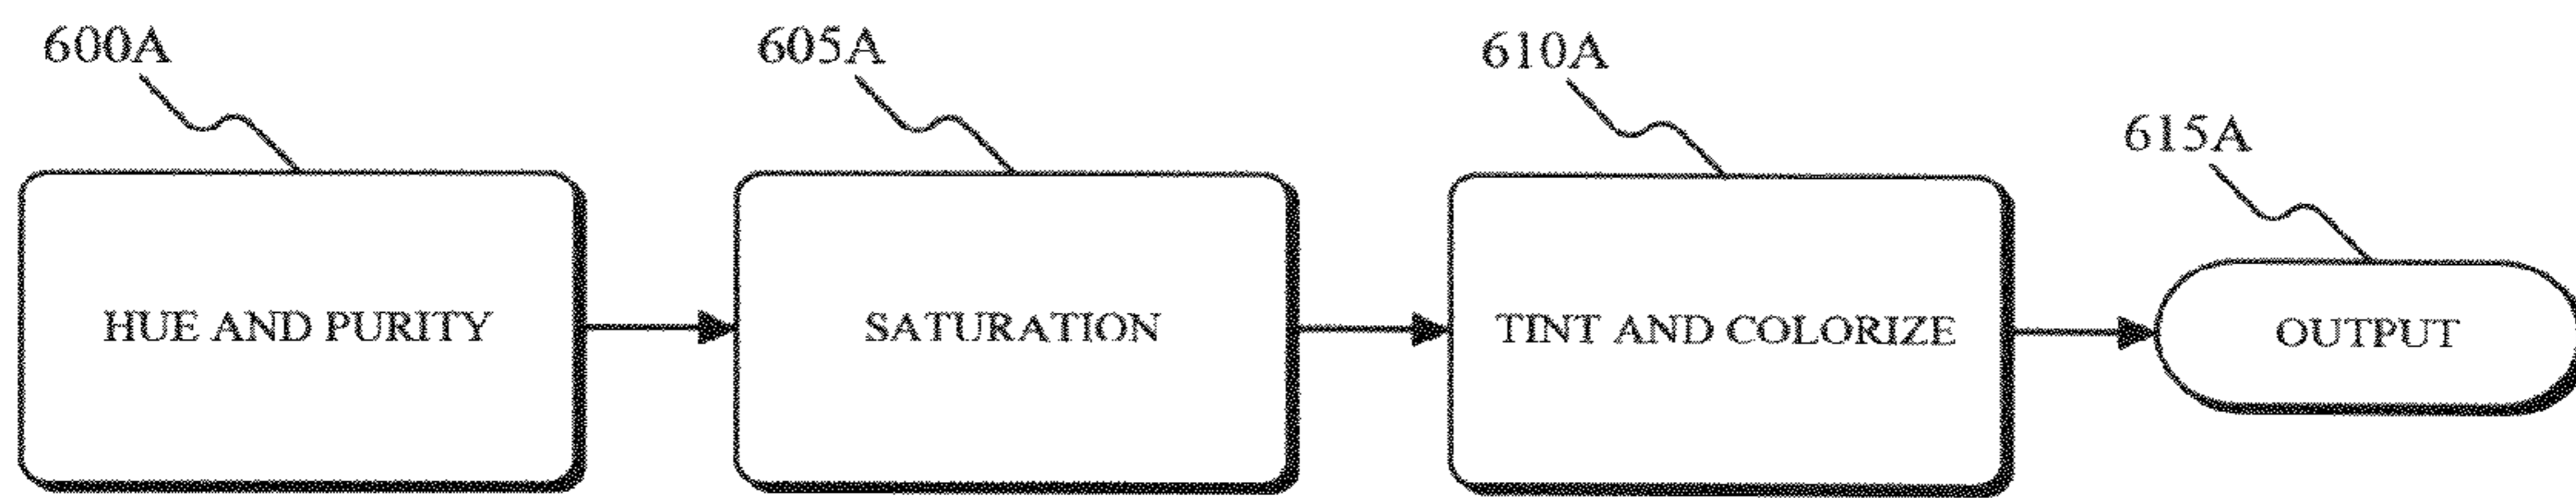 600A
605A
610A
615A
HUE AND PURITY
SATURATION
TINT AND COLORIZE
OUTPUT